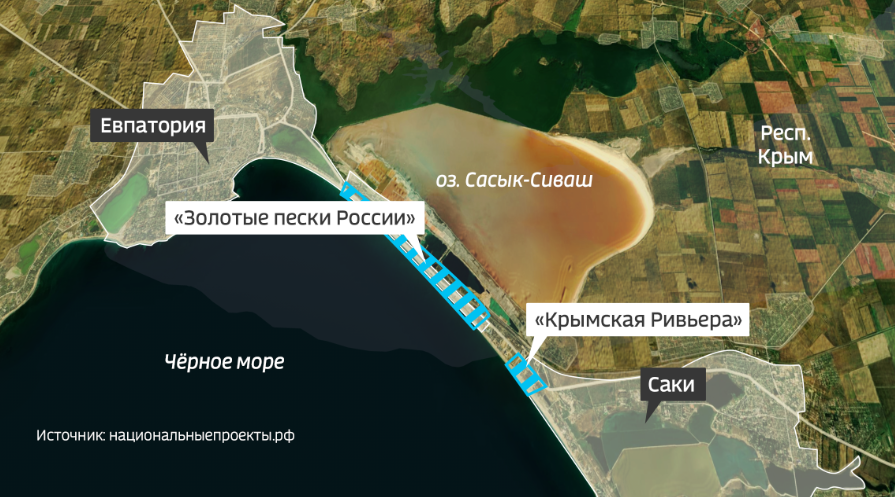 Евпатория
Респ.
Крым
оз. Сасык-Сиваш
«Золотые пески России»
«Крымская Ривьера»
Чёрное море
Саки
Источник: национальныепроекты.рф